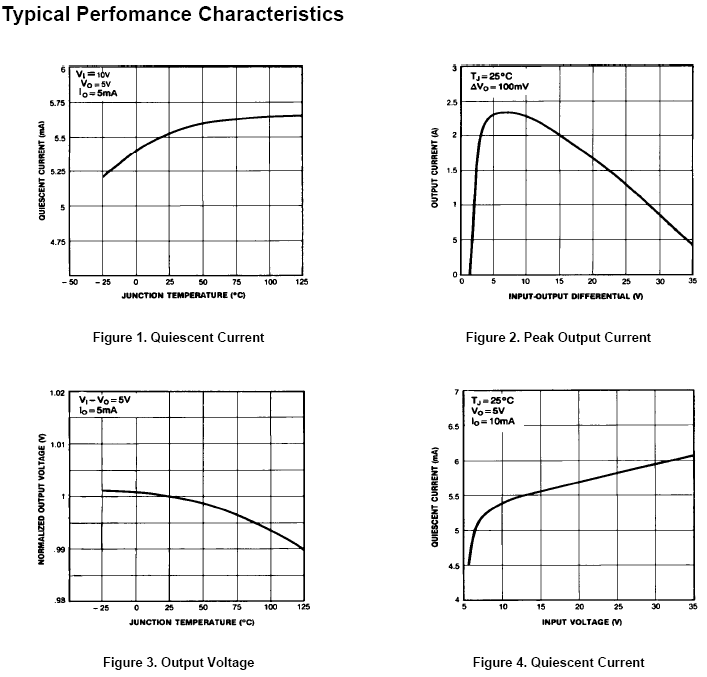 Typical Perfomance Characteristics
VI = 10V
VO = 5V
IO = 5mA
QUIESCENT CURRENT (mA)
6
5.75
5.5
5.25
5
4.75
-50 -25 0 25 50 75 100 125
JUNCTION TEMPERATURE (°C)
Figure 1. Quiescent Current
TJ = 25°C
ΔVO = 100mV
OUTPUT CURRENT (A)
3
2.5
2
1.5
1
5
0
0 5 10 15 20 25 30 35
INPUT-OUTPUT DIFFERENTIAL (V)
Figure 2. Peak Output Current
VI - VO = 5V
IO = 5mA
NORMALIZED OUTPUT VOLTAGE (V)
1.02
1.01
1
.99
.98
-25 0 25 50 75 100 125
JUNCTION TEMPERATURE (°C)
Figure 3. Output Voltage
TJ = 25°C
VO = 5V
IO = 10mA
QUIESCENT CURRENT (mA)
7
6.5
6
5.5
5
4.5
4
5 10 15 20 25 30 35
INPUT VOLTAGE (V)
Figure 4. Quiescent Current